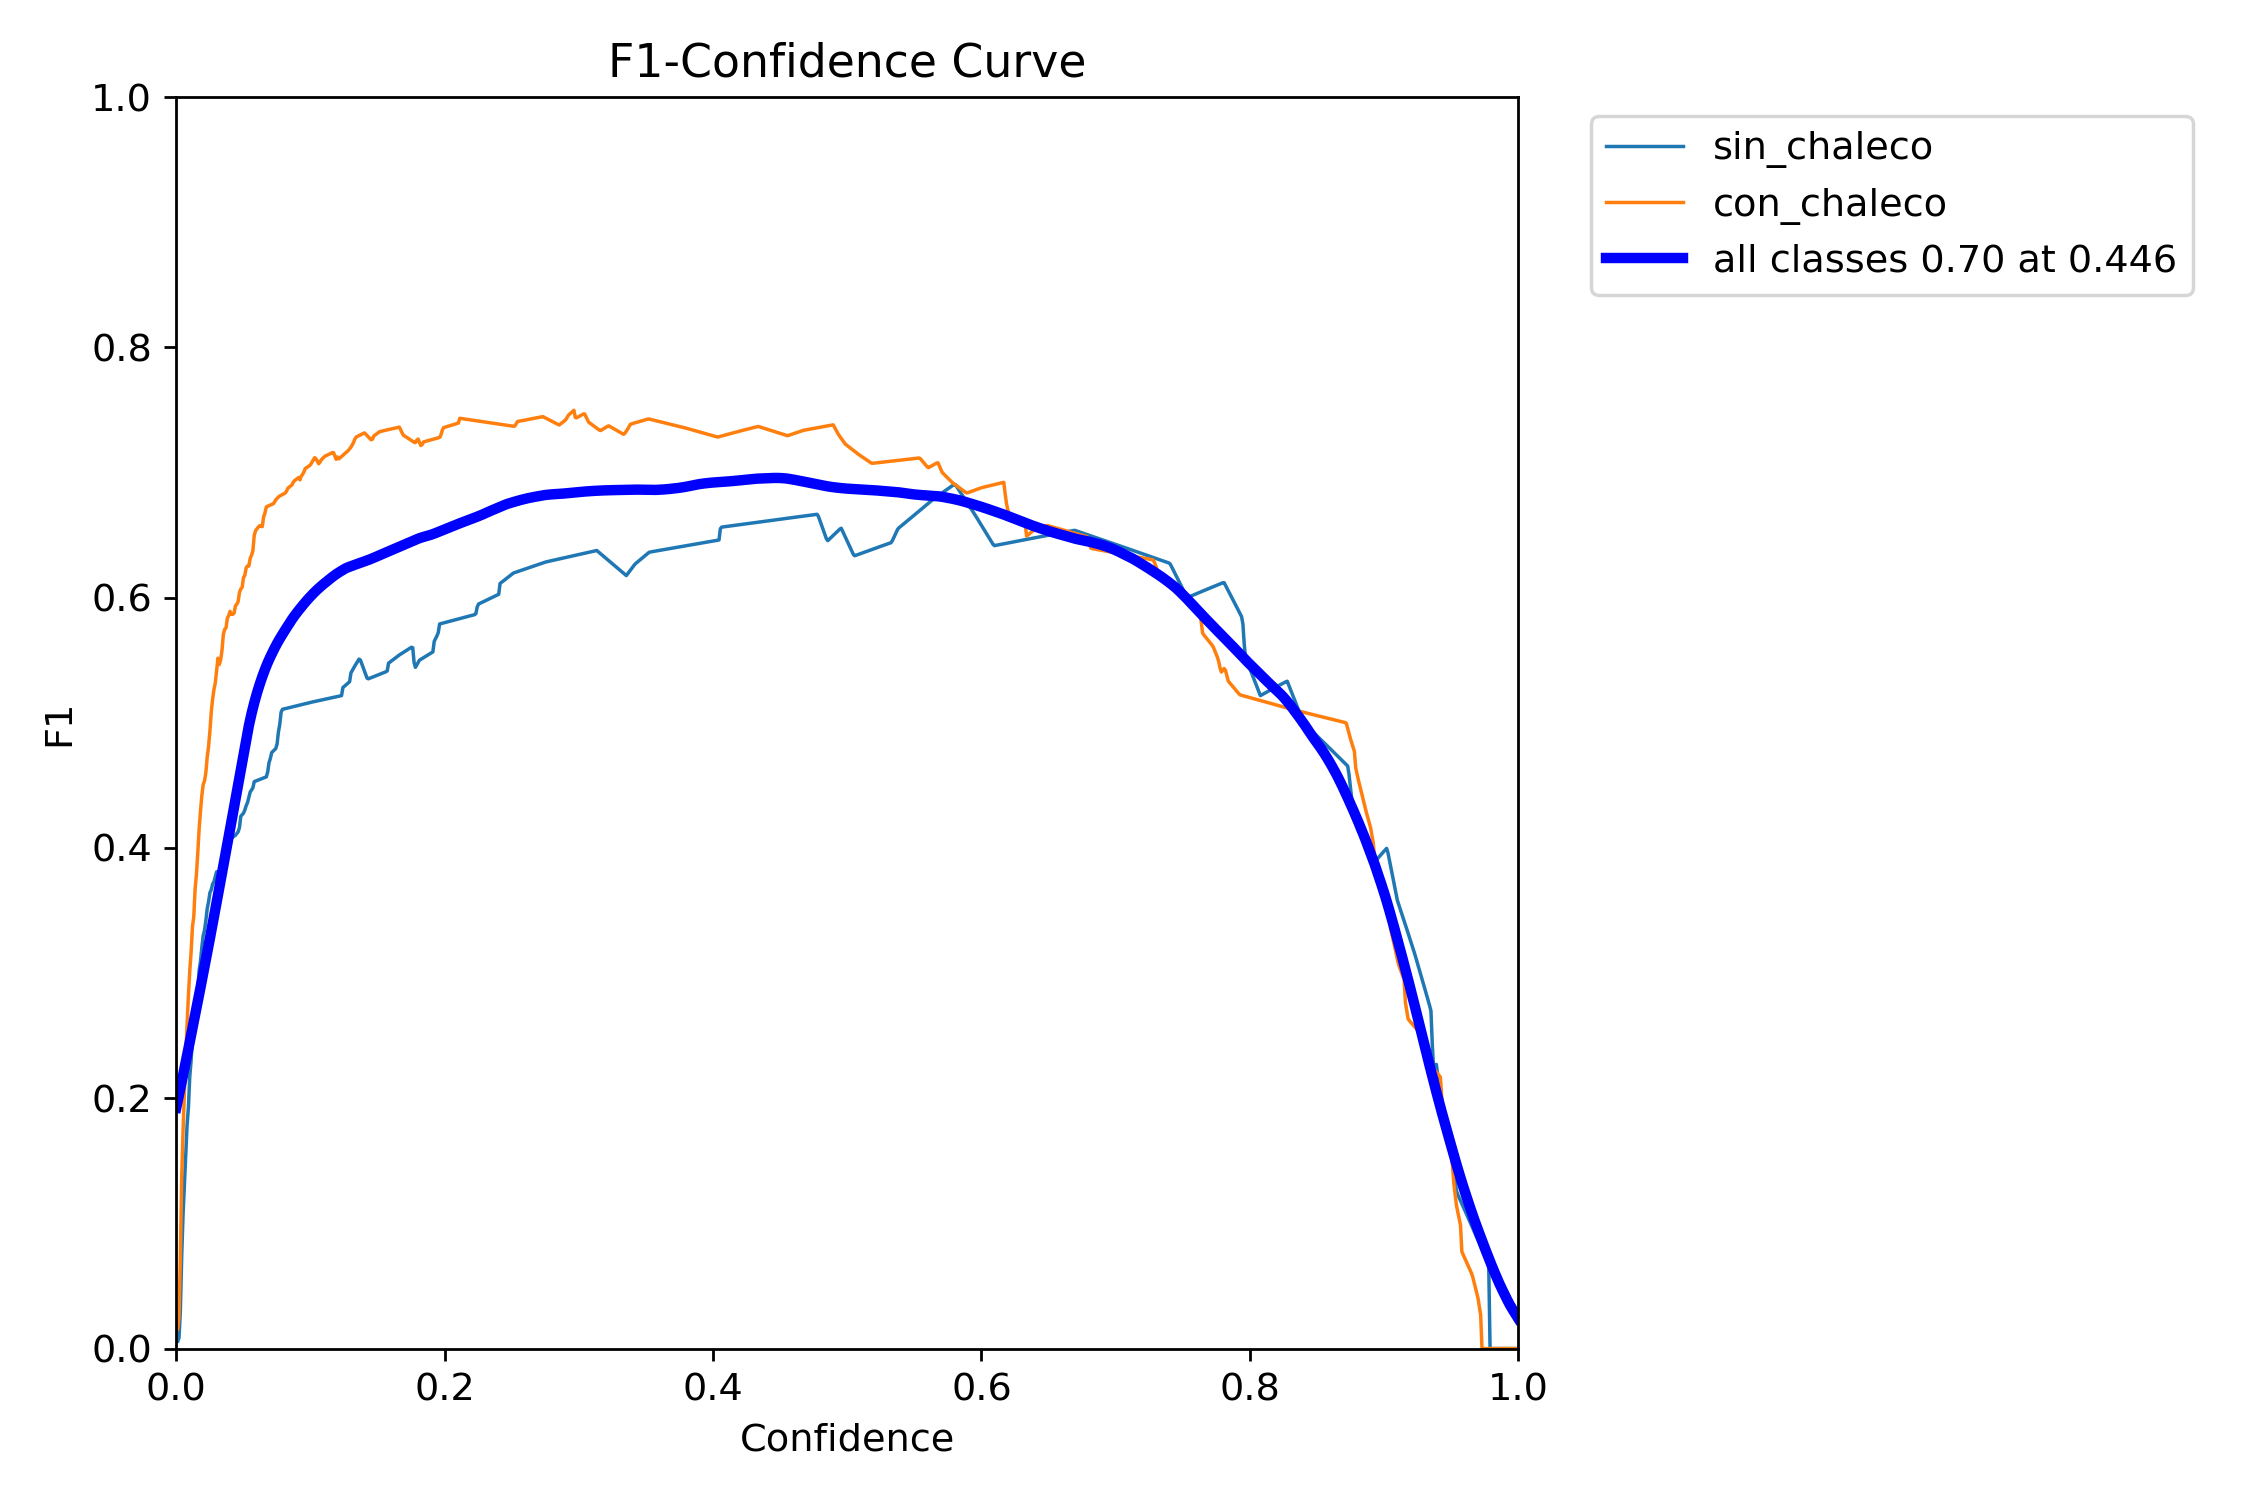 F1-Confidence Curve
sin_chaleco
con_chaleco
all classes 0.70 at 0.446
1.0
0.8
0.6
0.4
0.2
0.0
F1
0.0 0.2 0.4 0.6 0.8 1.0
Confidence